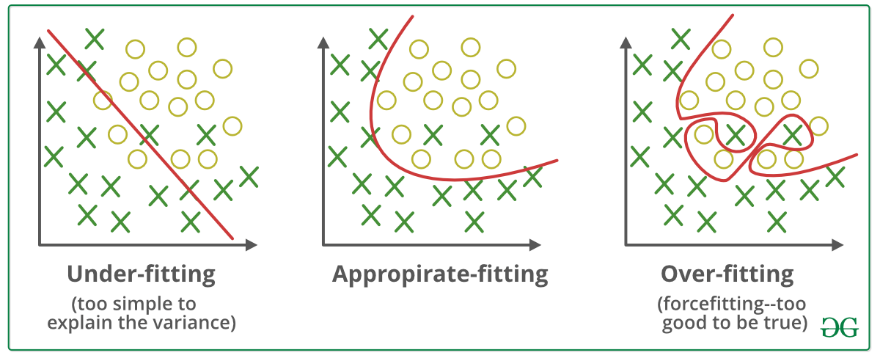 Under-fitting
(too simple to
explain the variance)
Appropirate-fitting
Over-fitting
(forcefitting--too
good to be true)